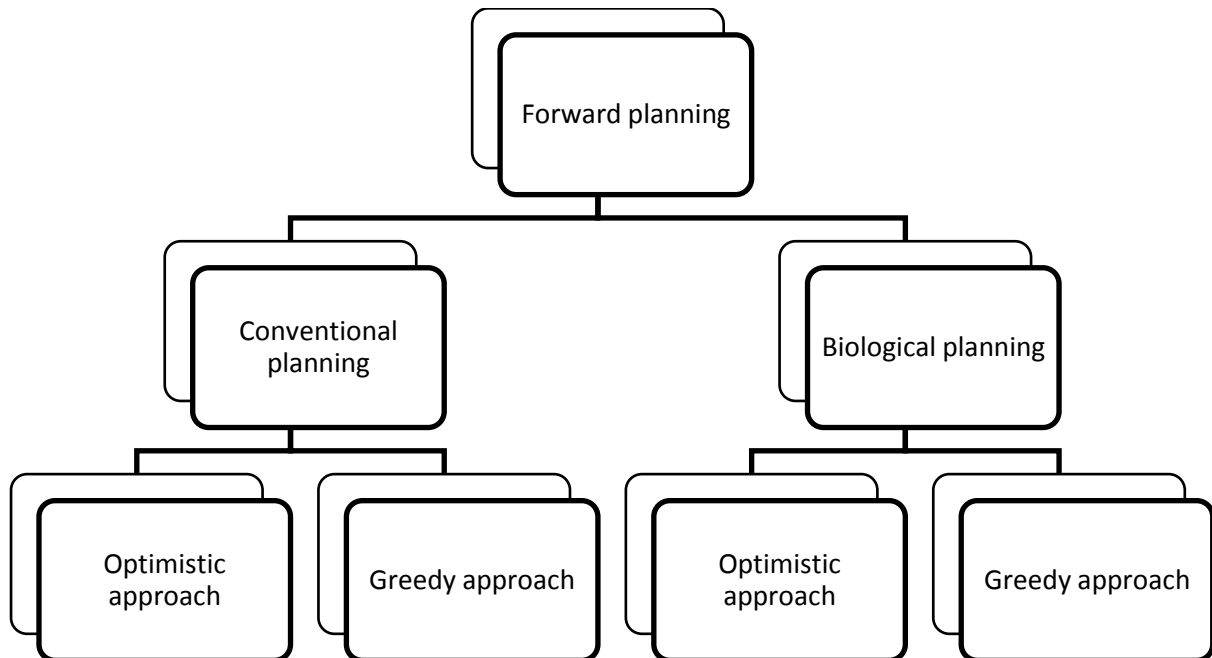 Forward planning
Conventional
planning
Biological planning
Optimistic
approach
Greedy approach
Optimistic
approach
Greedy approach